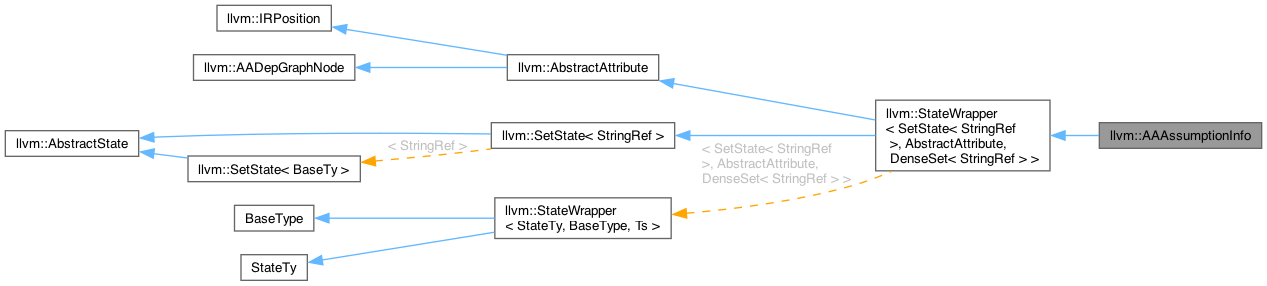 llvm::IRPosition
llvm::AADepGraphNode
llvm::AbstractAttribute
llvm::StateWrapper
< SetState< StringRef
>, AbstractAttribute,
DenseSet< StringRef > >
llvm::AAAssumptionInfo
llvm::AbstractState
llvm::SetState< StringRef >
< StringRef >
llvm::SetState< BaseTy >
< SetState< StringRef
>, AbstractAttribute,
DenseSet< StringRef > >
BaseType
llvm::StateWrapper
< StateTy, BaseType, Ts >
StateTy